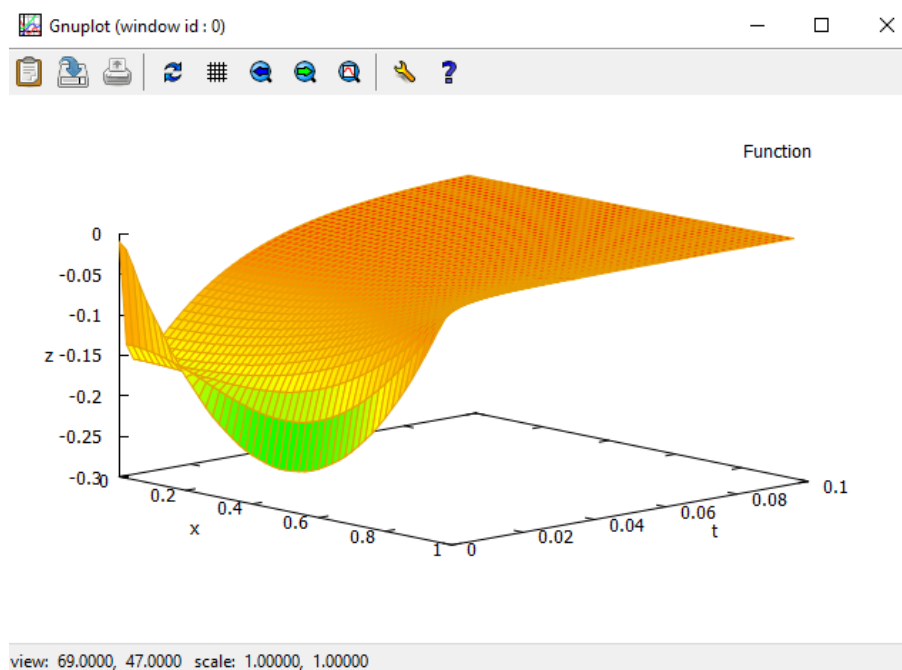 Gnuplot (window id : 0)
Function
0
-0.05
-0.1
z -0.15
-0.2
-0.25
-0.3
0 0.2 0.4 0.6 0.8 1
x
0 0.02 0.04 0.06 0.08 0.1
t
view: 69.0000, 47.0000 scale: 1.00000, 1.00000